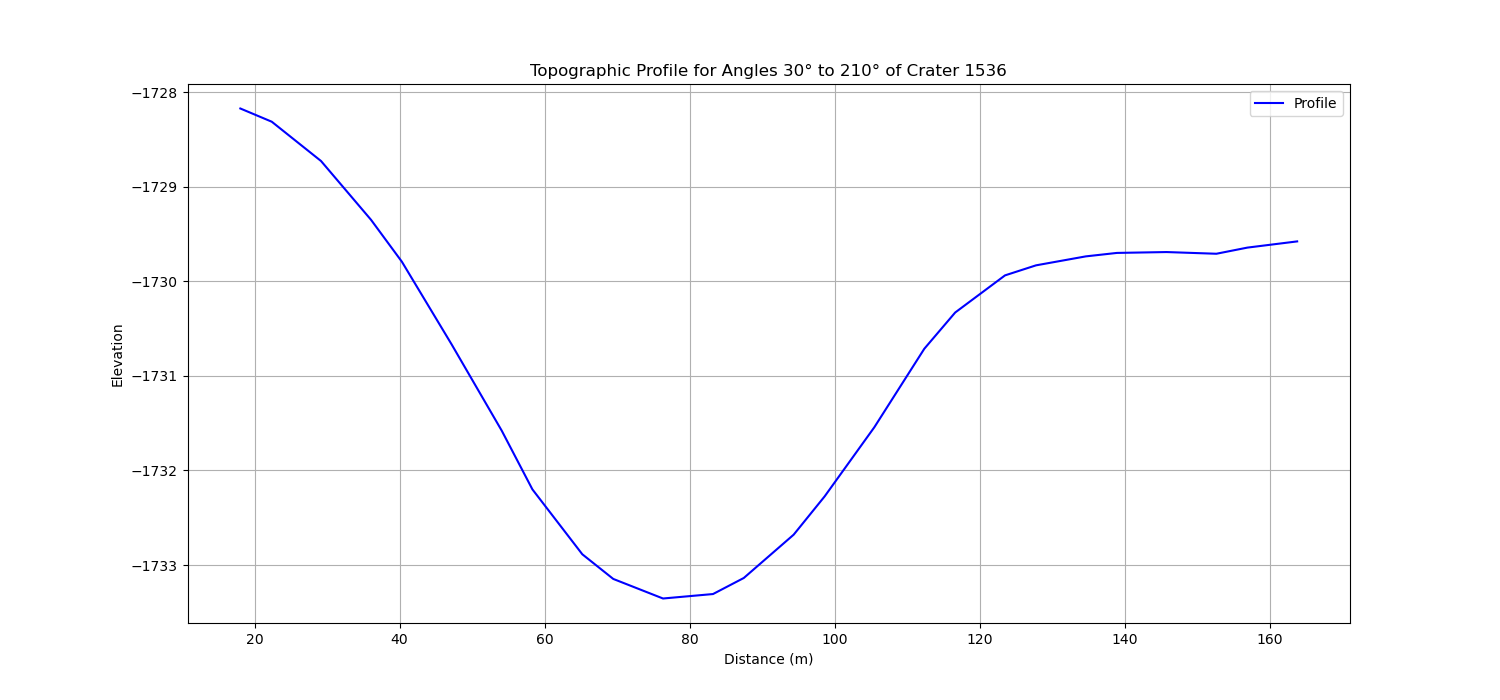 Topographic Profile for Angles 30° to 210° of Crater 1536
Profile
−1728
−1729
−1730
−1731
−1732
−1733
Elevation
20 40 60 80 100 120 140 160
Distance (m)